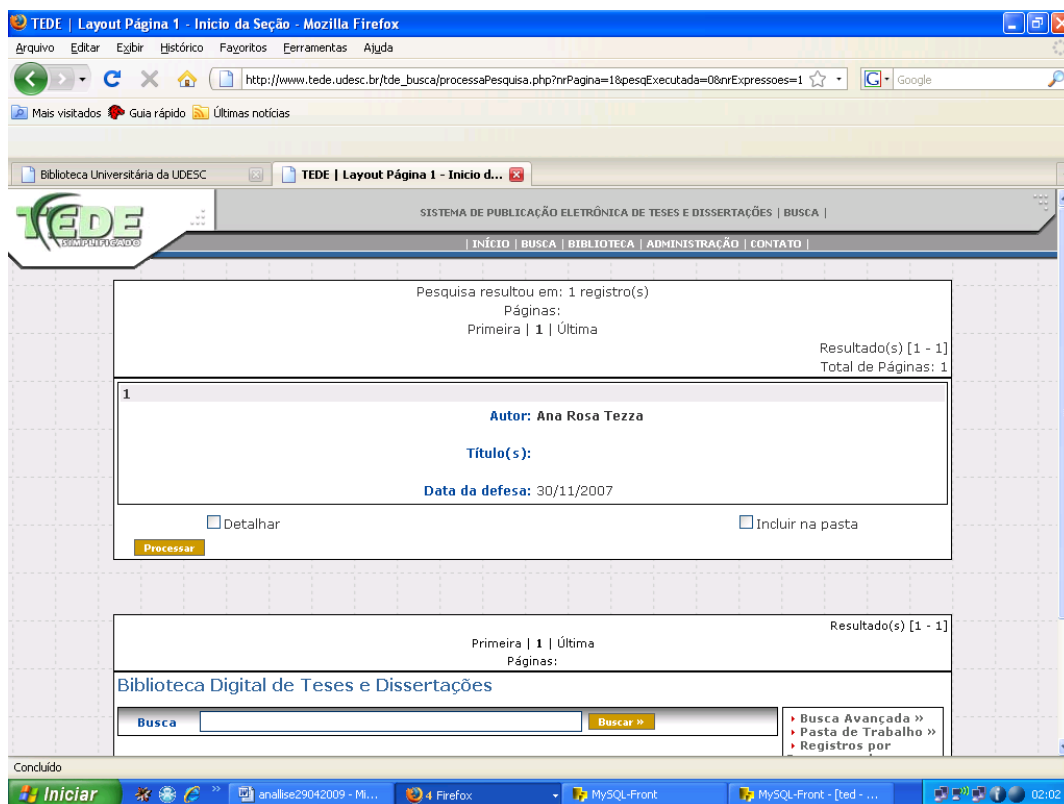 TEDE | Layout Página 1 - Inicio da Seção - Mozilla Firefox
Arquivo Editar Exibir Histórico Favoritos Ferramentas Ajuda
http://www.tede.udesc.br/tde_busca/processaPesquisa.php?nrPagina=1&pesqExecutada=0&nrExpressoes=1
G Google
Mais visitados Guia rápido Últimas notícias
Biblioteca Universitária da UDESC
TEDE | Layout Página 1 - Inicio d...
TEDE
SIMPLIFICADO
SISTEMA DE PUBLICAÇÃO ELETRÔNICA DE TESES E DISSERTAÇÕES | BUSCA |
| INÍCIO | BUSCA | BIBLIOTECA | ADMINISTRAÇÃO | CONTATO |
Pesquisa resultou em: 1 registro(s)
Páginas:
Primeira | 1 | Última
Resultado(s) [1 - 1]
Total de Páginas: 1
1
Autor: Ana Rosa Tezza
Título(s):
Data da defesa: 30/11/2007
Detalhar Incluir na pasta
Processar
Resultado(s) [1 - 1]
Primeira | 1 | Última
Páginas:
Biblioteca Digital de Teses e Dissertações
Busca Buscar »
Busca Avançada »
Pasta de Trabalho »
Registros por
Concluído
Iniciar » anallise29042009 - Mi... 4 Firefox MySQL-Front MySQL-Front - [ted - ...